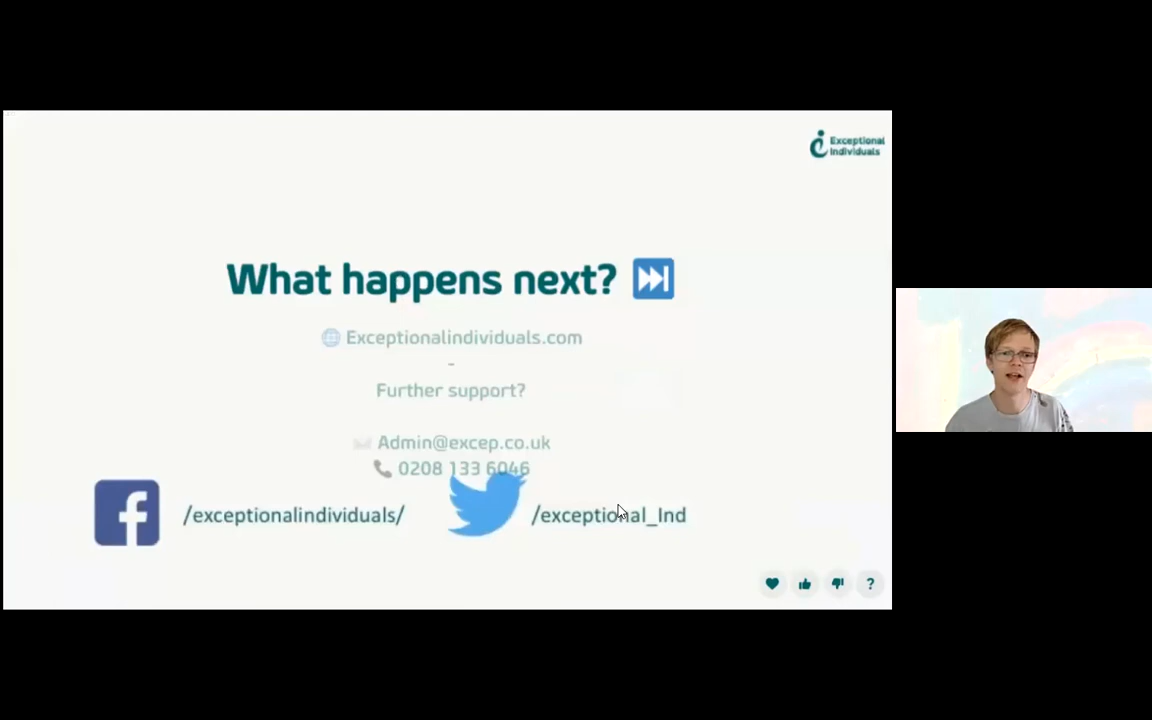 Exceptional
Individuals
What happens next?
Exceptionalindividuals.com
-
Further support?
Admin@excep.co.uk
0208 133 6046
/exceptionalindividuals/
/exceptional_Ind
?